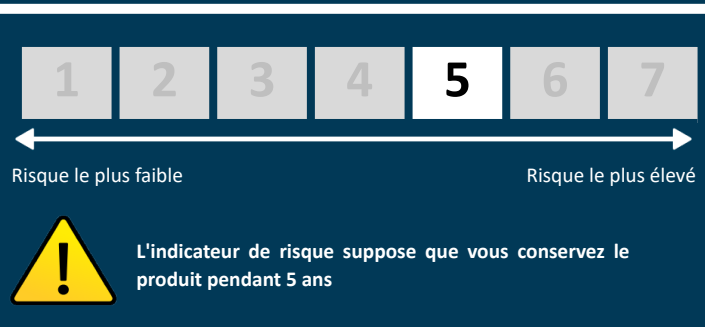 1 2 3 4 5 6 7
Risque le plus faible Risque le plus élevé
!
L'indicateur de risque suppose que vous conservez le
produit pendant 5 ans